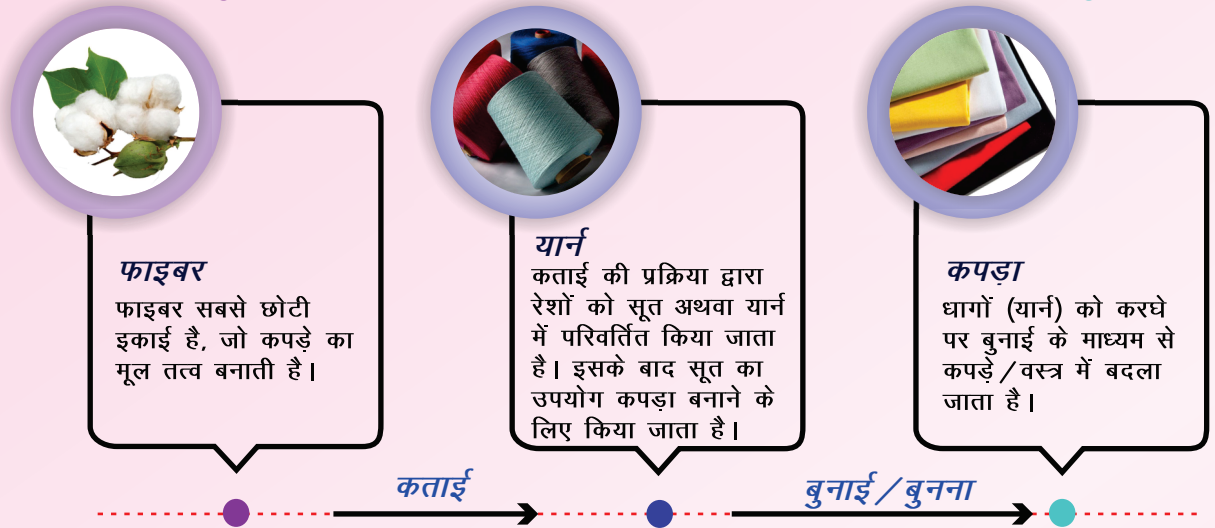 फाइबर
फाइबर सबसे छोटी
इकाई है, जो कपड़े का
मूल तत्व बनाती है।
यार्न
कताई की प्रक्रिया द्वारा
रेशों को सूत अथवा यार्न
में परिवर्तित किया जाता
है। इसके बाद सूत का
उपयोग कपड़ा बनाने के
लिए किया जाता है।
कपड़ा
धागों (यार्न) को करघे
पर बुनाई के माध्यम से
कपड़े/वस्त्र में बदला
जाता है।
कताई
बुनाई/बुनना